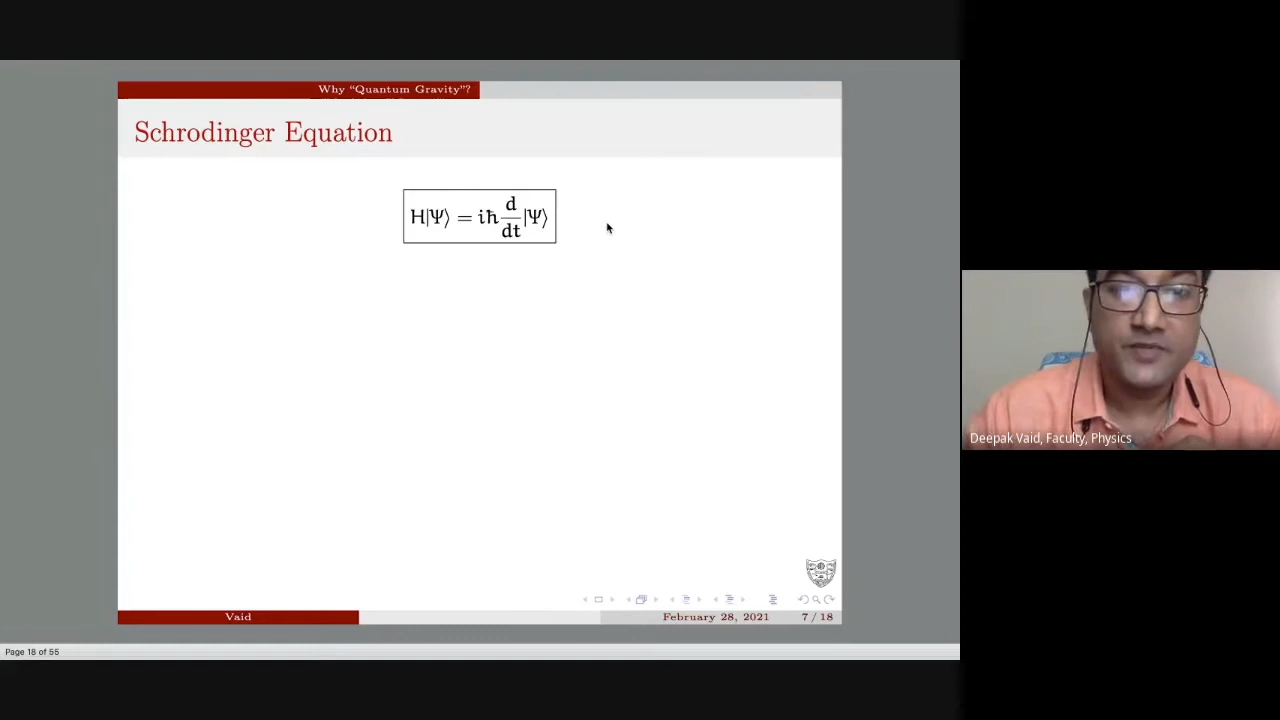 Why “Quantum Gravity”?
Schrodinger Equation
H|Ψ⟩ = iħ d/dt |Ψ⟩
Vaid
February 28, 2021
7 / 18
Page 18 of 55
Deepak Vaid, Faculty, Physics